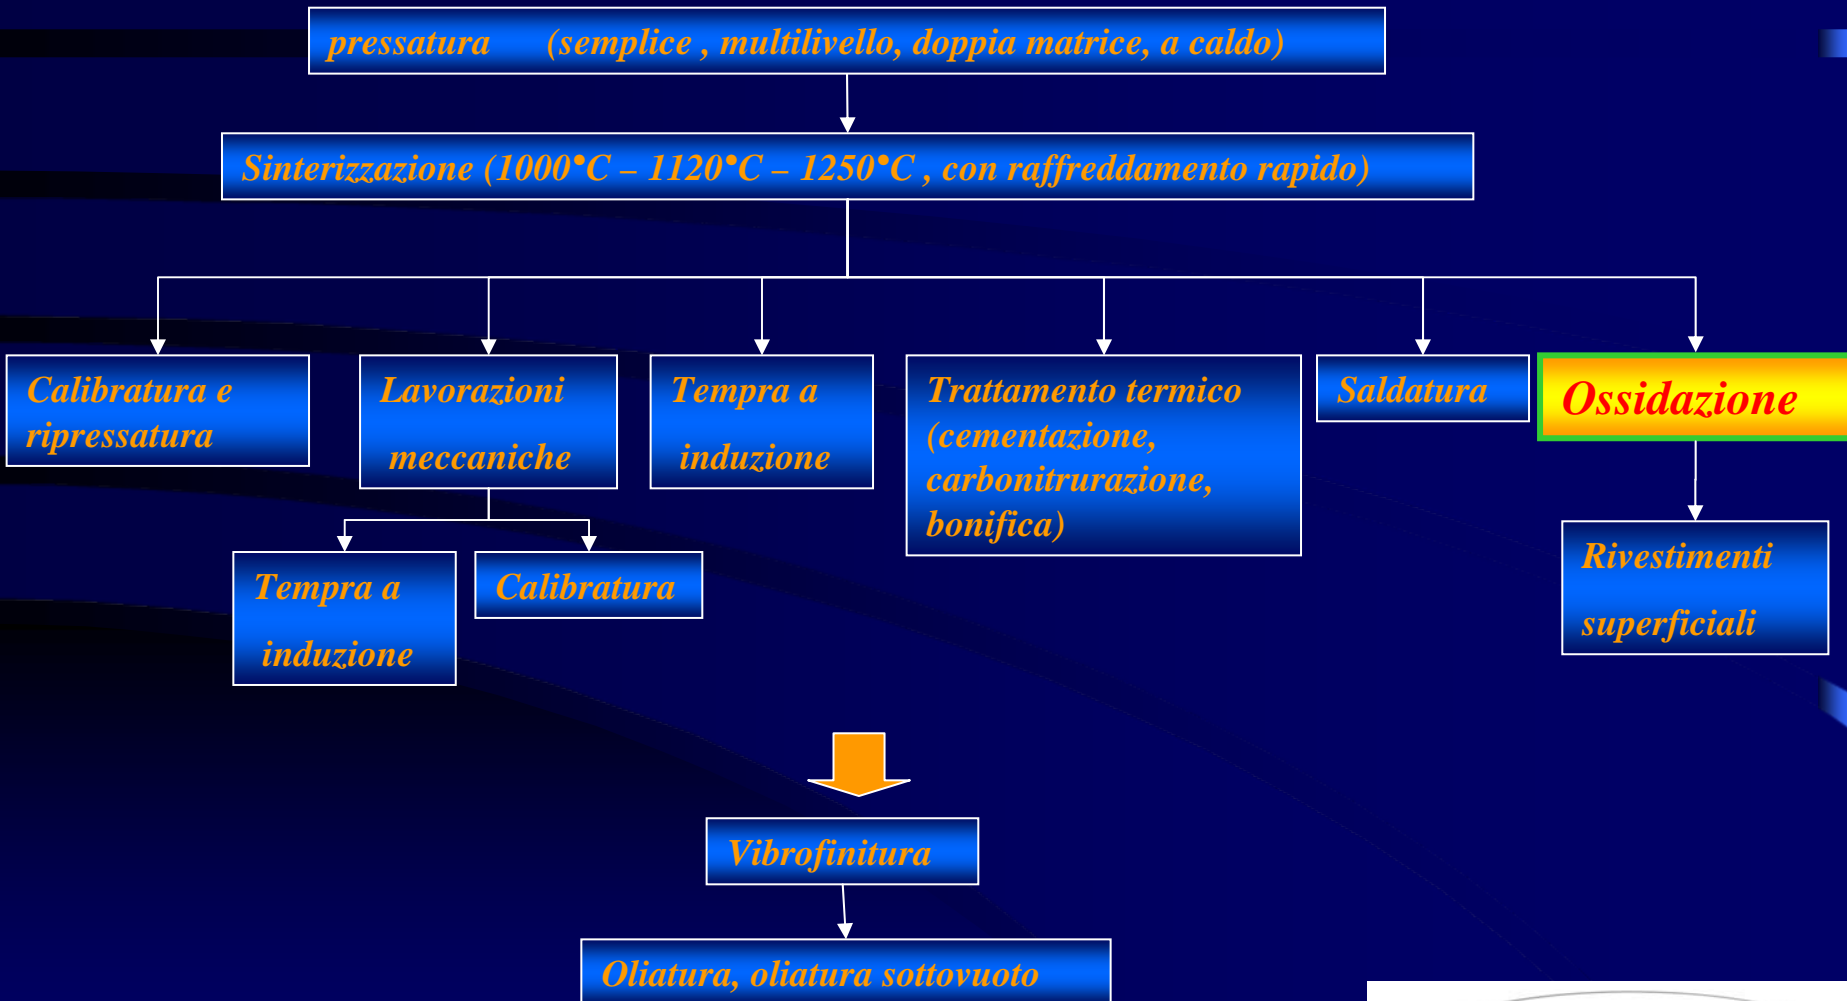 pressatura (semplice , multilivello, doppia matrice, a caldo)
Sinterizzazione (1000°C – 1120°C – 1250°C , con raffreddamento rapido)
Calibratura e
ripressatura
Lavorazioni
meccaniche
Tempra a
induzione
Trattamento termico
(cementazione,
carbonitrurazione,
bonifica)
Saldatura
Ossidazione
Tempra a
induzione
Calibratura
Rivestimenti
superficiali
Vibrofinitura
Oliatura, oliatura sottovuoto